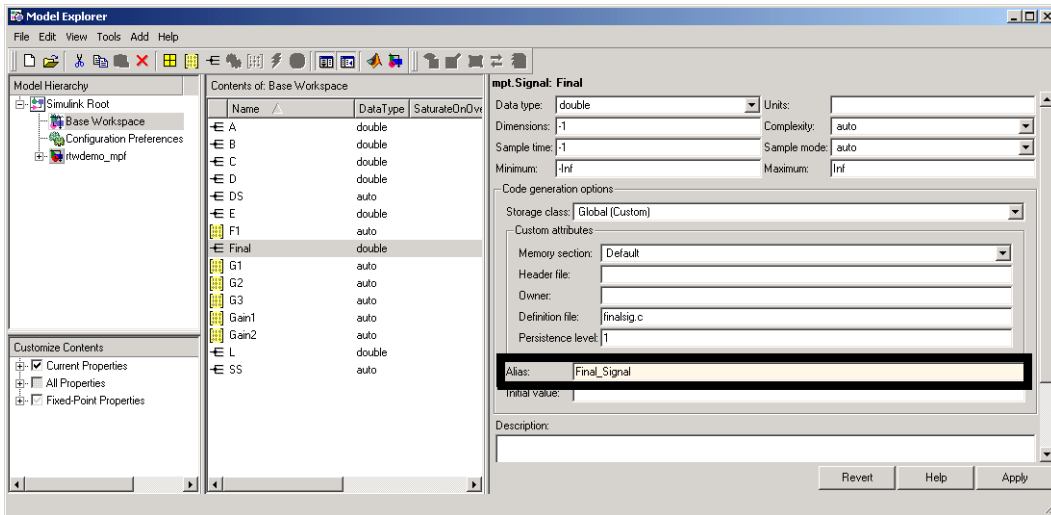 Model Explorer
File Edit View Tools Add Help
Model Hierarchy
Simulink Root
Base Workspace
Configuration Preferences
rtwdemo_mpf
Customize Contents
Current Properties
All Properties
Fixed-Point Properties
Contents of: Base Workspace
Name DataType SaturateOnOve
A double
B double
C double
D double
DS auto
E double
F1 auto
Final double
G1 auto
G2 auto
G3 auto
Gain1 auto
Gain2 auto
L double
SS auto
mpt.Signal: Final
Data type: double Units:
Dimensions: -1 Complexity: auto
Sample time: -1 Sample mode: auto
Minimum: -Inf Maximum: Inf
Code generation options
Storage class: Global (Custom)
Custom attributes
Memory section: Default
Header file:
Owner:
Definition file: finalsig.c
Persistence level: 1
Alias: Final_Signal
Initial value:
Description:
Revert Help Apply